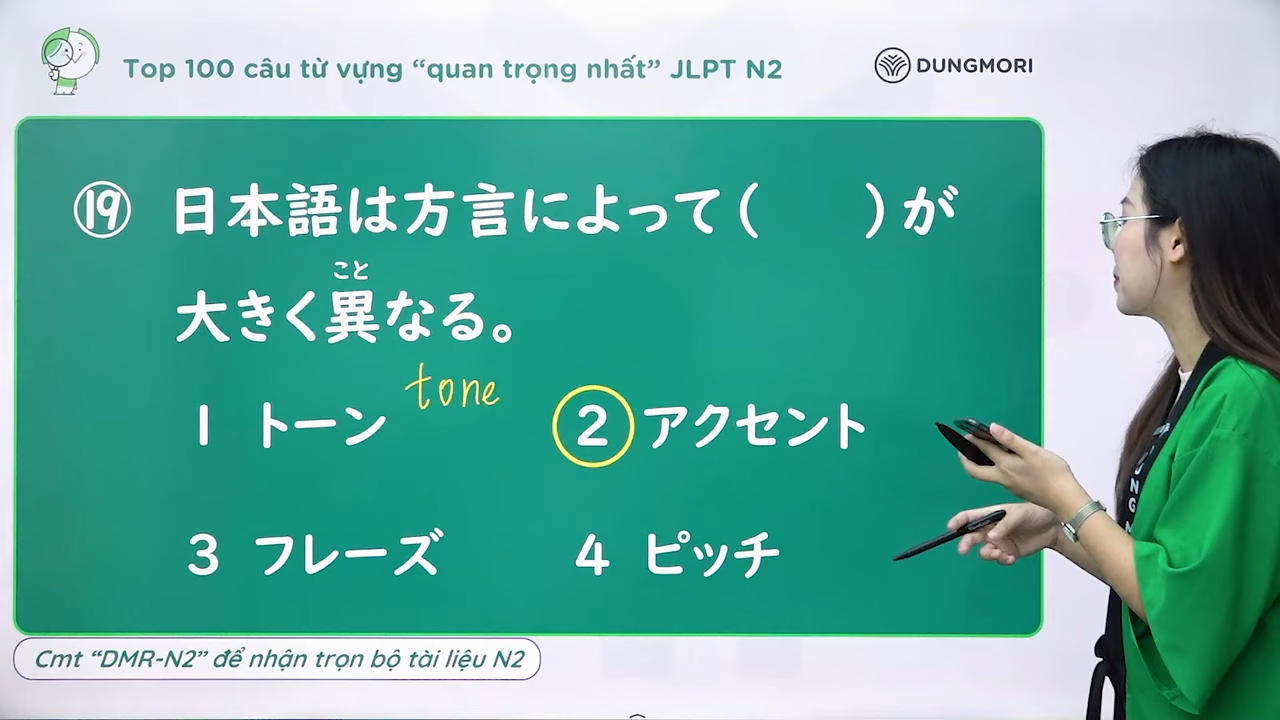 Top 100 câu từ vựng “quan trọng nhất” JLPT N2
DUNGMORI
⑲ 日本語は方言によって(　　)が
こと
大きく異なる。
tone
1 トーン ② アクセント
3 フレーズ 4 ピッチ
Cmt “DMR-N2” để nhận trọn bộ tài liệu N2